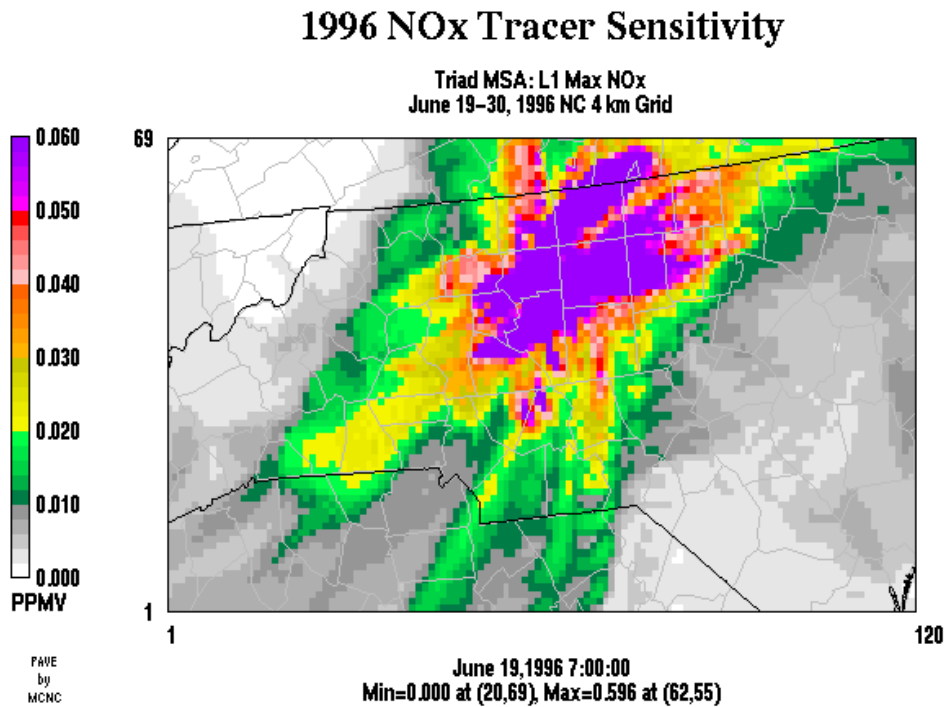 1996 NOx Tracer Sensitivity
Triad MSA: L1 Max NOx
June 19-30, 1996 NC 4 km Grid
0.060
0.050
0.040
0.030
0.020
0.010
0.000
PPMV
69
1
1
120
PAVE
by
MCNC
June 19,1996 7:00:00
Min=0.000 at (20,69), Max=0.596 at (62,55)